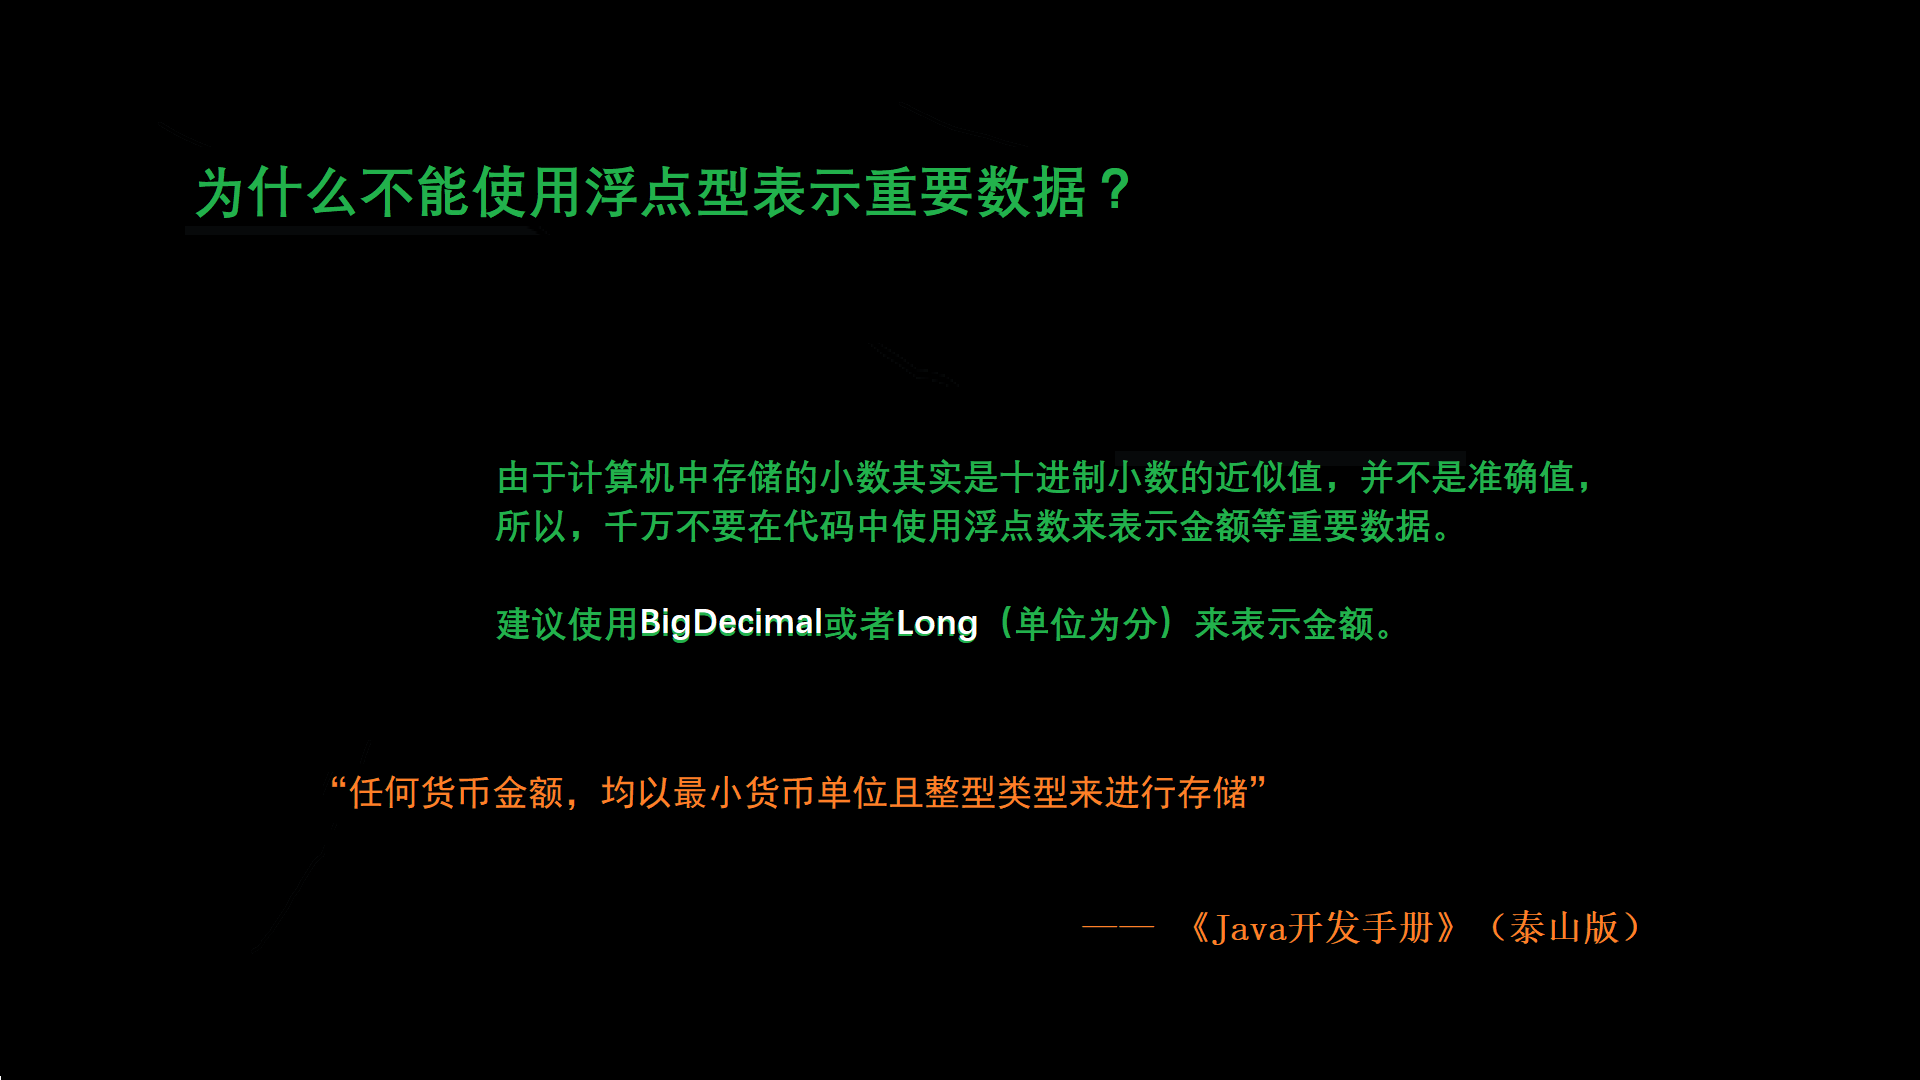 为什么不能使用浮点型表示重要数据？
由于计算机中存储的小数其实是十进制小数的近似值，并不是准确值，
所以，千万不要在代码中使用浮点数来表示金额等重要数据。
建议使用BigDecimal或者Long（单位为分）来表示金额。
“任何货币金额，均以最小货币单位且整型类型来进行存储”
—— 《Java开发手册》（泰山版）